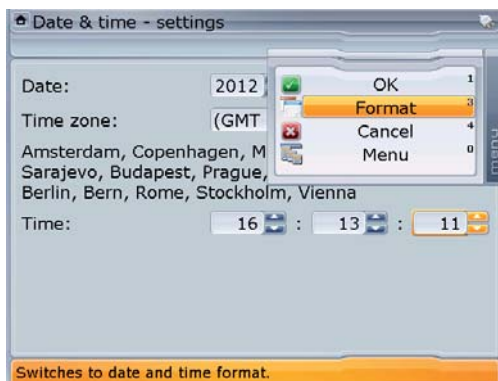 Date & time - settings
Date: 2012
OK 1
Format 3
Time zone: (GMT
Cancel 4
Menu 0
menu
Amsterdam, Copenhagen, M
Sarajevo, Budapest, Prague,
Berlin, Bern, Rome, Stockholm, Vienna
Time: 16 : 13 : 11
Switches to date and time format.